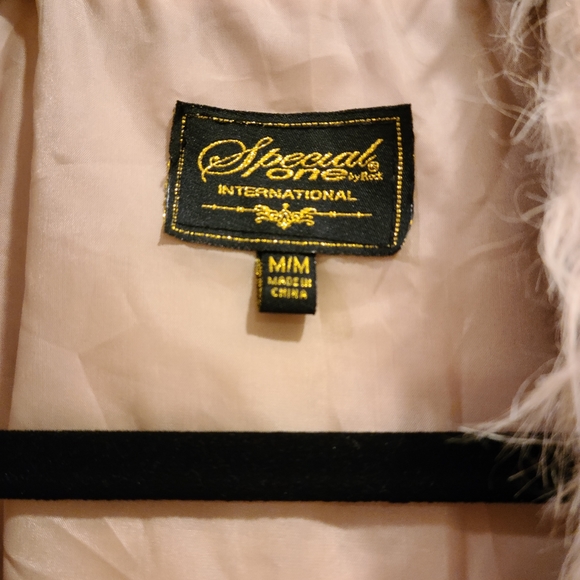 Special®
one by Rock
INTERNATIONAL
M/M
MADE IN
CHINA